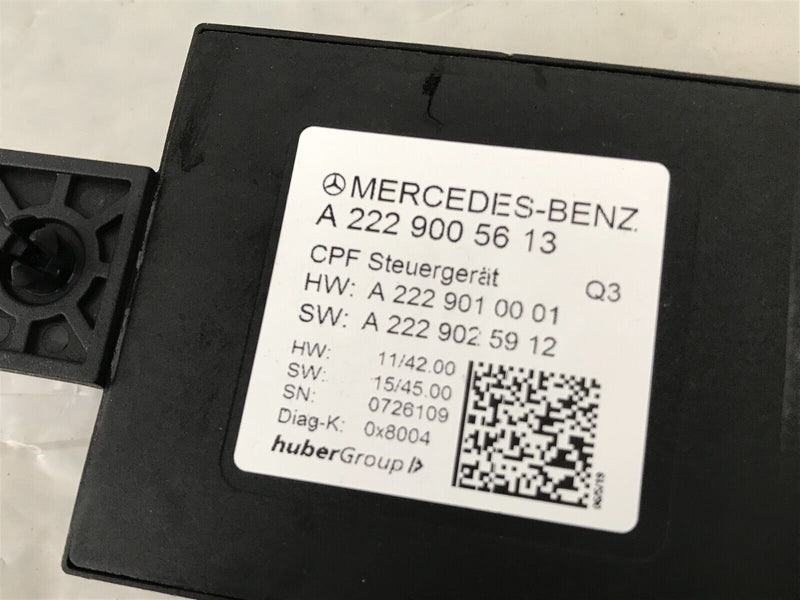 MERCEDES-BENZ
A 222 900 56 13
CPF Steuergerät Q3
HW: A 222 901 00 01
SW: A 222 902 59 12
HW: 11/42.00
SW: 15/45.00
SN: 0726109
Diag-K: 0x8004
huberGroup